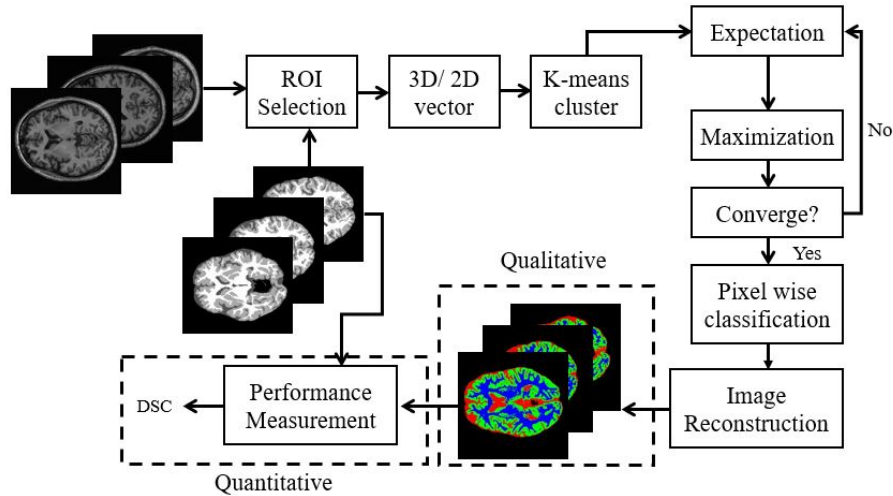 ROI
Selection
3D/ 2D
vector
K-means
cluster
Expectation
Maximization
No
Converge?
Yes
Pixel wise
classification
Image
Reconstruction
Qualitative
Performance
Measurement
DSC
Quantitative